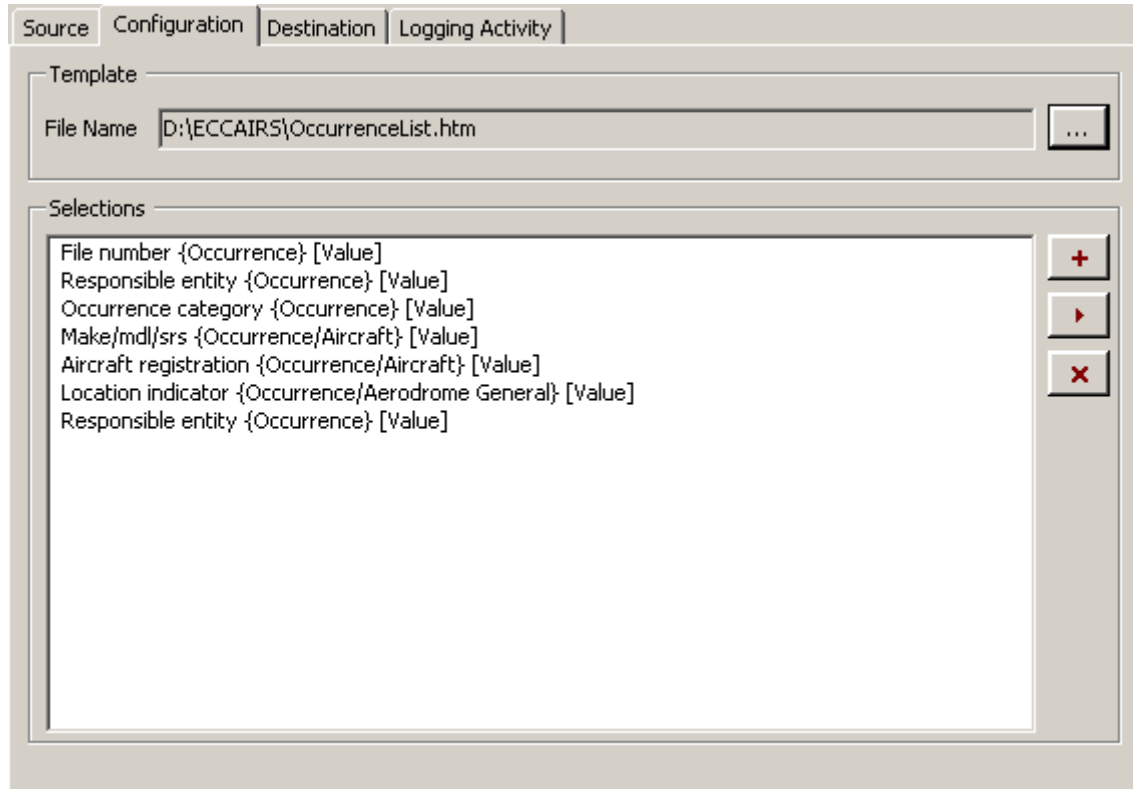 Source Configuration Destination Logging Activity
Template
File Name D:\ECCAIRS\OccurrenceList.htm ...
Selections
File number {Occurrence} [Value]
Responsible entity {Occurrence} [Value]
Occurrence category {Occurrence} [Value]
Make/mdl/srs {Occurrence/Aircraft} [Value]
Aircraft registration {Occurrence/Aircraft} [Value]
Location indicator {Occurrence/Aerodrome General} [Value]
Responsible entity {Occurrence} [Value]